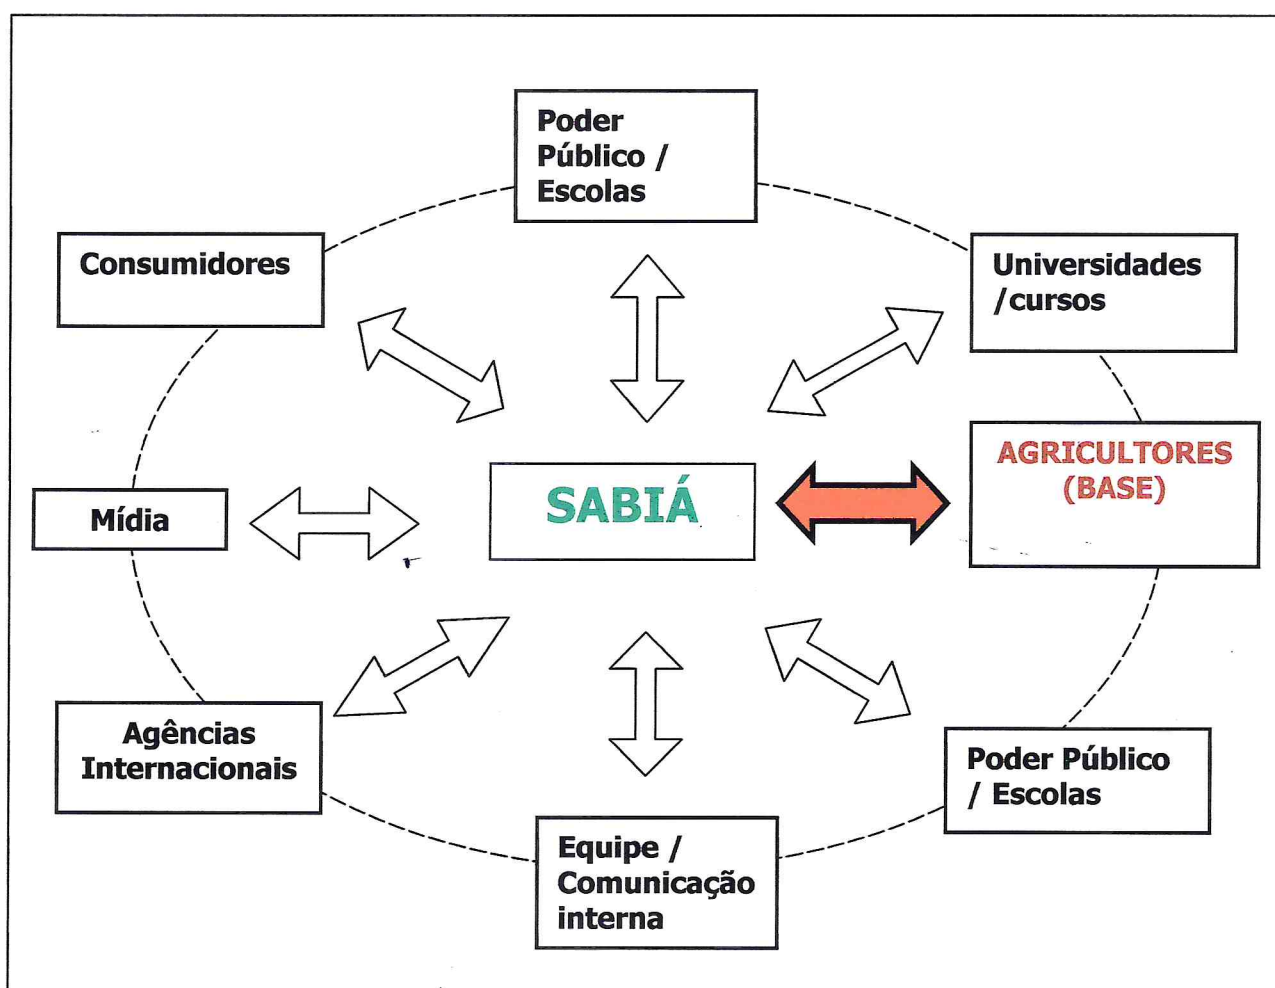 Poder
Público /
Escolas
Consumidores
Universidades
/cursos
AGRICULTORES
(BASE)
SABIÁ
Mídia
Agências
Internacionais
Poder Público
/ Escolas
Equipe /
Comunicação
interna